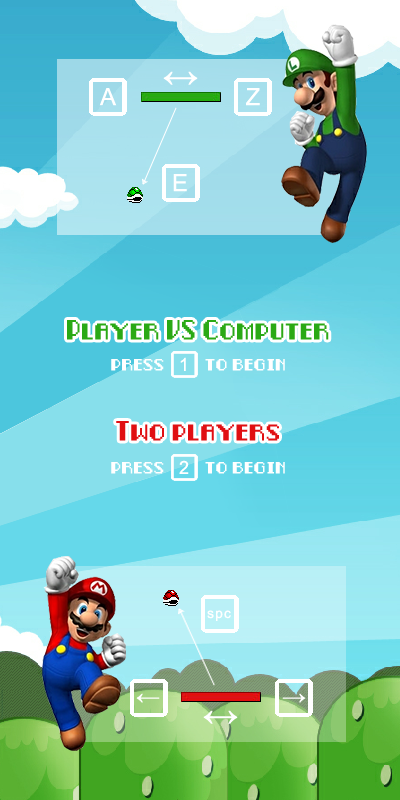 L
A Z
E
Player VS Computer
PRESS 1 TO BEGIN
Two players
PRESS 2 TO BEGIN
M
spc
← →